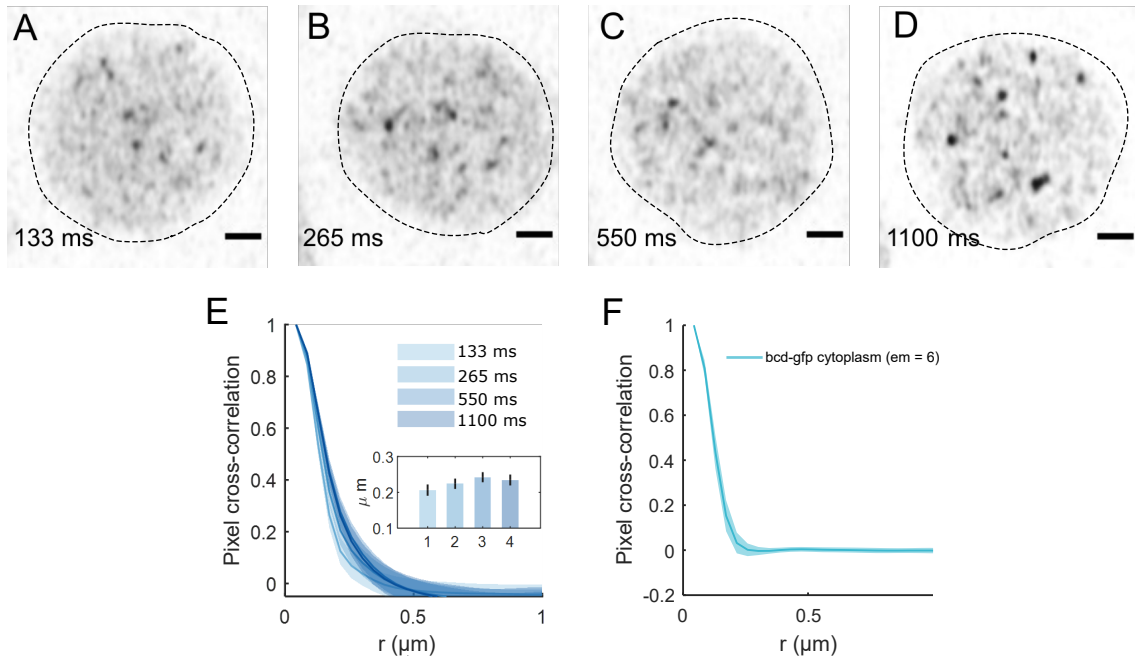 A
B
C
D
133 ms
265 ms
550 ms
1100 ms
E
F
1
0.8
0.6
0.4
0.2
0
Pixel cross-correlation
133 ms
265 ms
550 ms
1100 ms
0.3
0.2
0.1
μ m
1 2 3 4
0 0.5 1
r (μm)
1
0.8
0.6
0.4
0.2
0
-0.2
Pixel cross-correlation
bcd-gfp cytoplasm (em = 6)
0 0.5
r (μm)